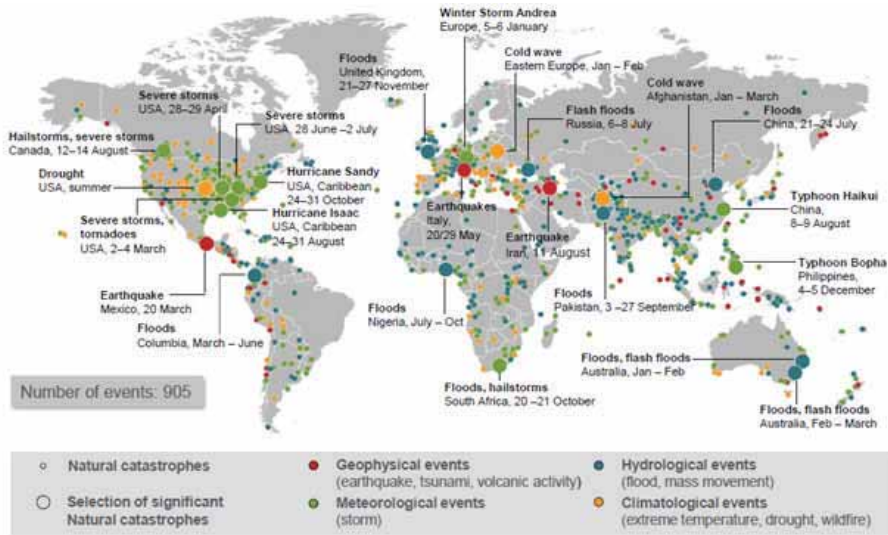 Winter Storm Andrea
Europe, 5–6 January
Floods
United Kingdom,
21–27 November
Cold wave
Eastern Europe, Jan – Feb
Cold wave
Afghanistan, Jan – March
Severe storms
USA, 28–29 April
Severe storms
USA, 28 June –2 July
Flash floods
Russia, 6–8 July
Floods
China, 21–24 July
Hailstorms, severe storms
Canada, 12–14 August
Drought
USA, summer
Hurricane Sandy
USA, Caribbean
24–31 October
Severe storms,
tornadoes
USA, 2–4 March
Hurricane Isaac
USA, Caribbean
24–31 August
Earthquakes
Italy,
20/29 May
Earthquake
Iran, 11 August
Typhoon Haikui
China,
8–9 August
Typhoon Bopha
Philippines,
4–5 December
Earthquake
Mexico, 20 March
Floods
Columbia, March – June
Floods
Nigeria, July – Oct
Floods
Pakistan, 3 –27 September
Floods, flash floods
Australia, Jan – Feb
Floods, hailstorms
South Africa, 20 –21 October
Floods, flash floods
Australia, Feb – March
Number of events: 905
Natural catastrophes
Selection of significant
Natural catastrophes
Geophysical events
(earthquake, tsunami, volcanic activity)
Meteorological events
(storm)
Hydrological events
(flood, mass movement)
Climatological events
(extreme temperature, drought, wildfire)